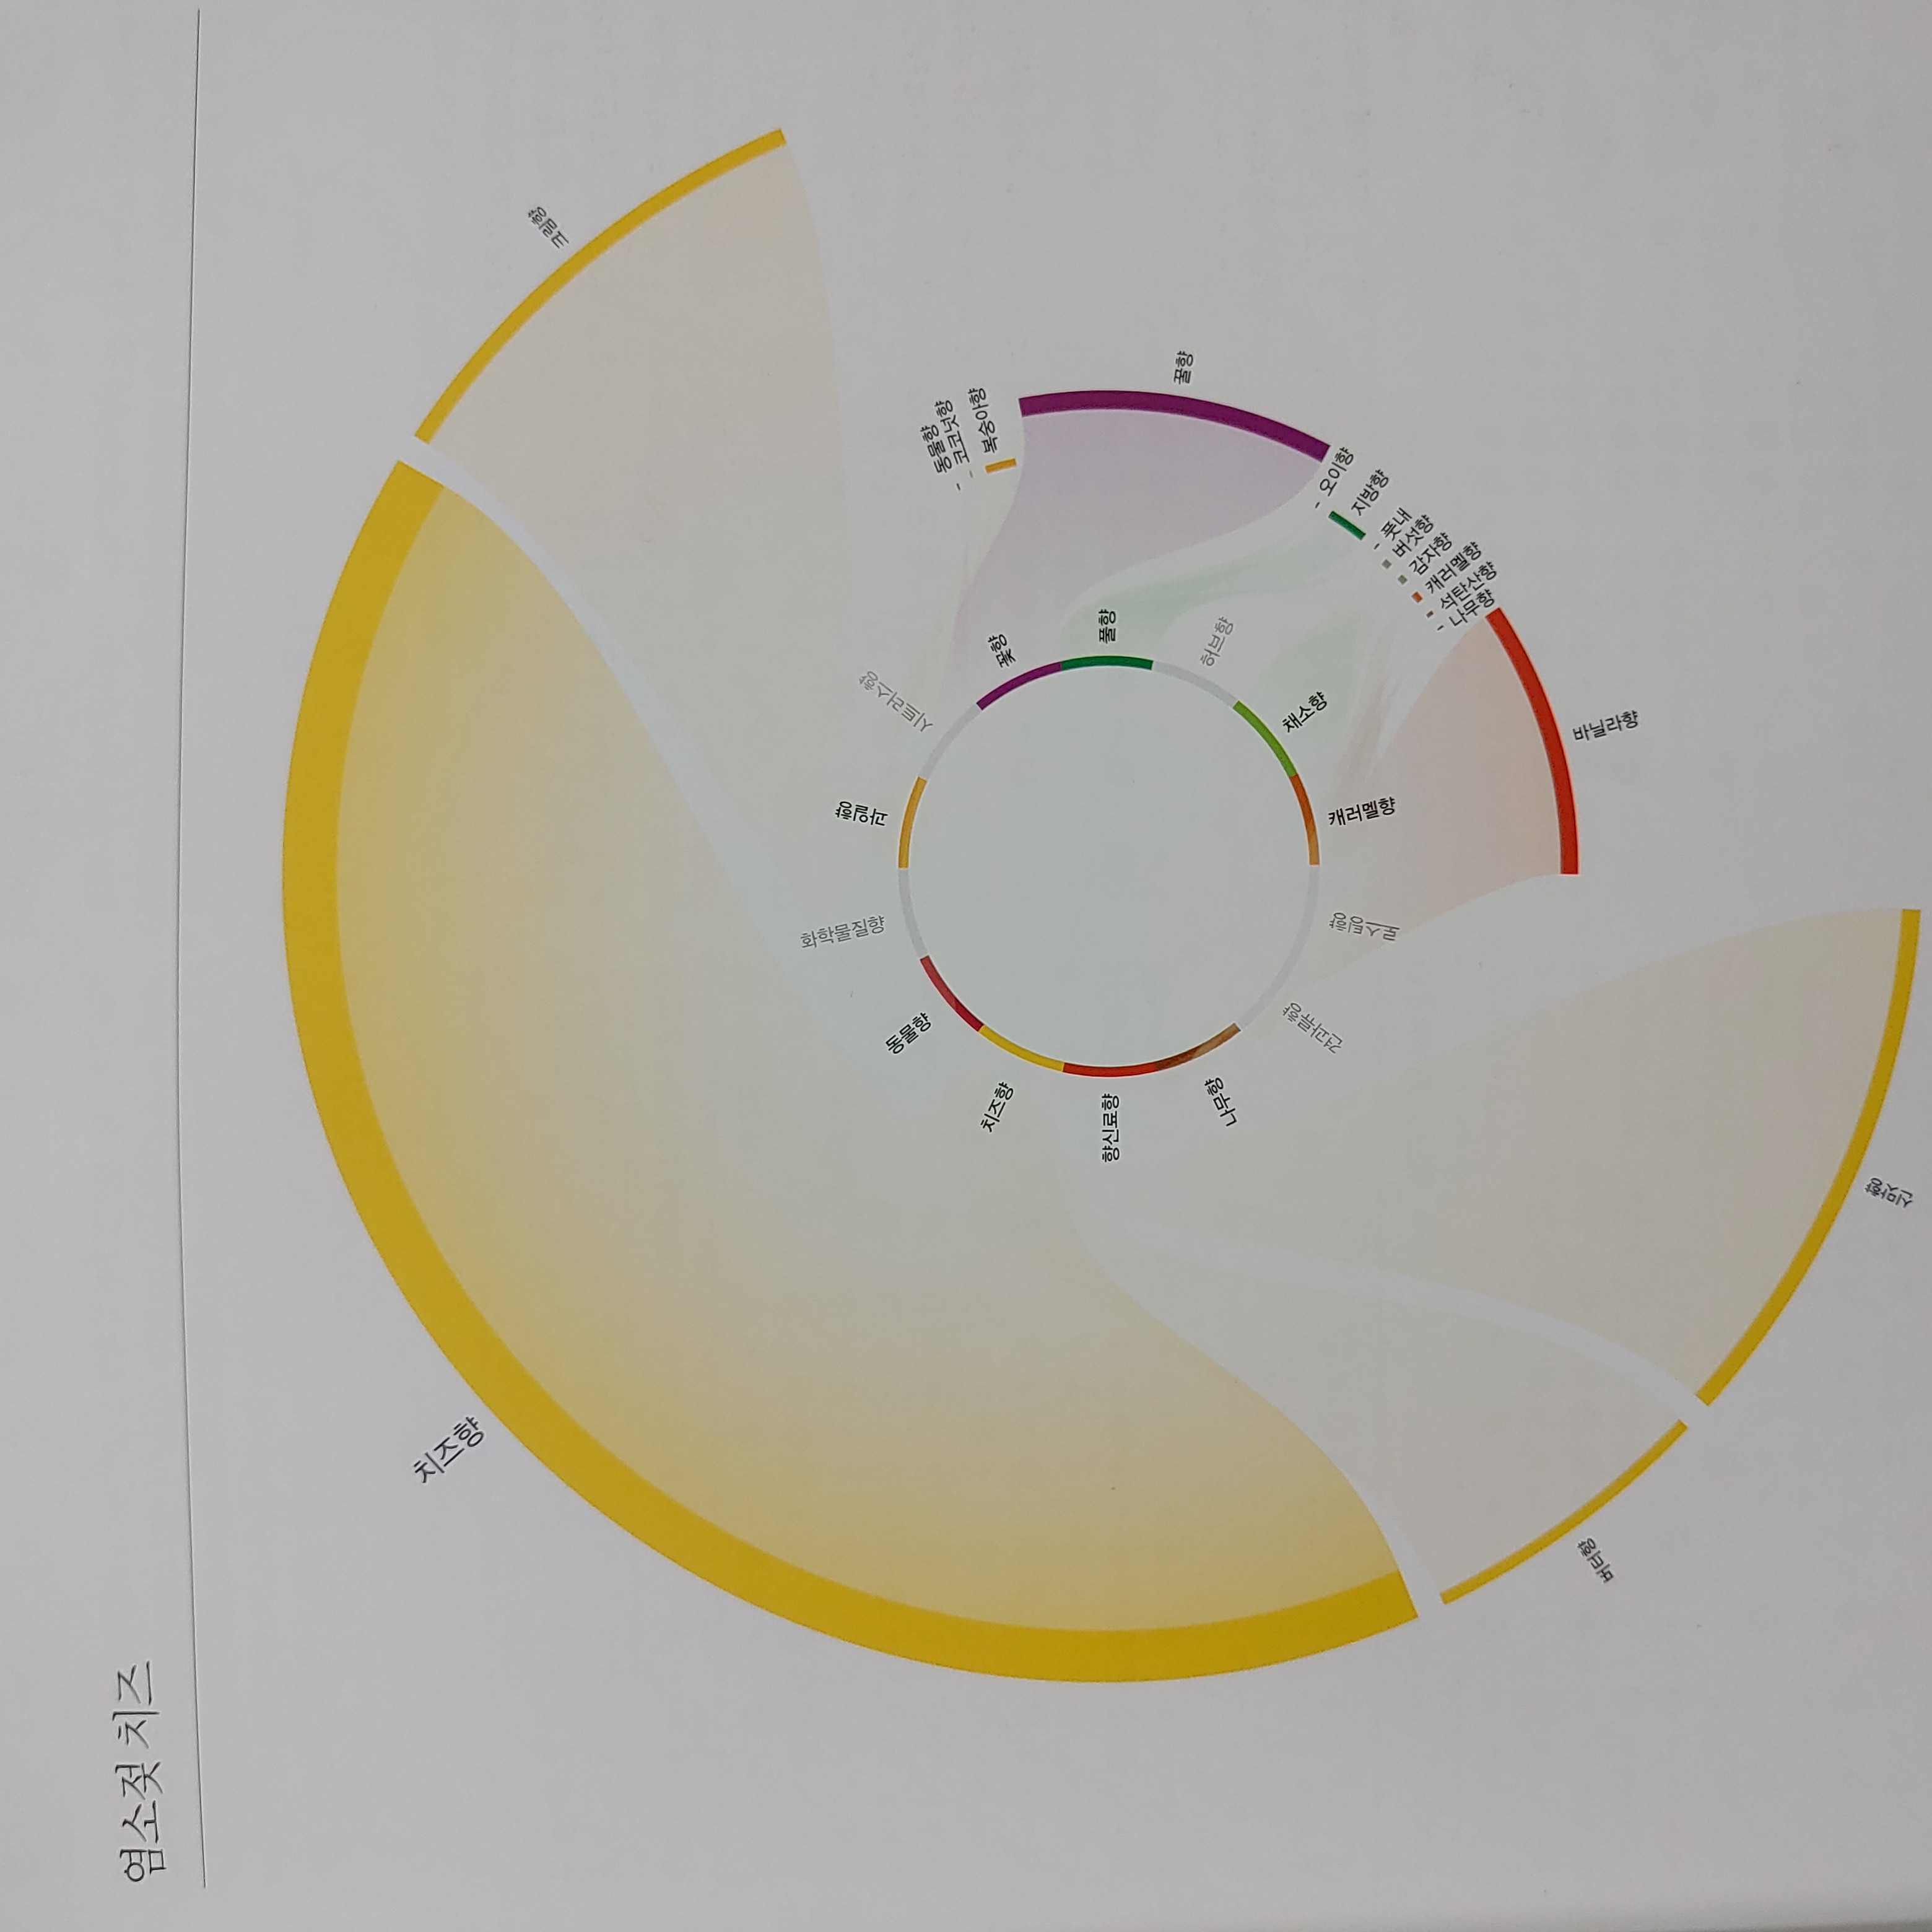 염소젖 치즈
치즈향
크림향
화학물질향
과일향
시트러스향
동물향
꽃향
치즈향
풀향
향신료향
허브향
나무향
채소향
견과류향
로스팅향
캐러멜향
동물향
코코넛향
복숭아향
꿀향
오이향
지방향
풋내
버섯향
감자향
캐러멜향
석탄산향
나무향
바닐라향
버터향
신맛향